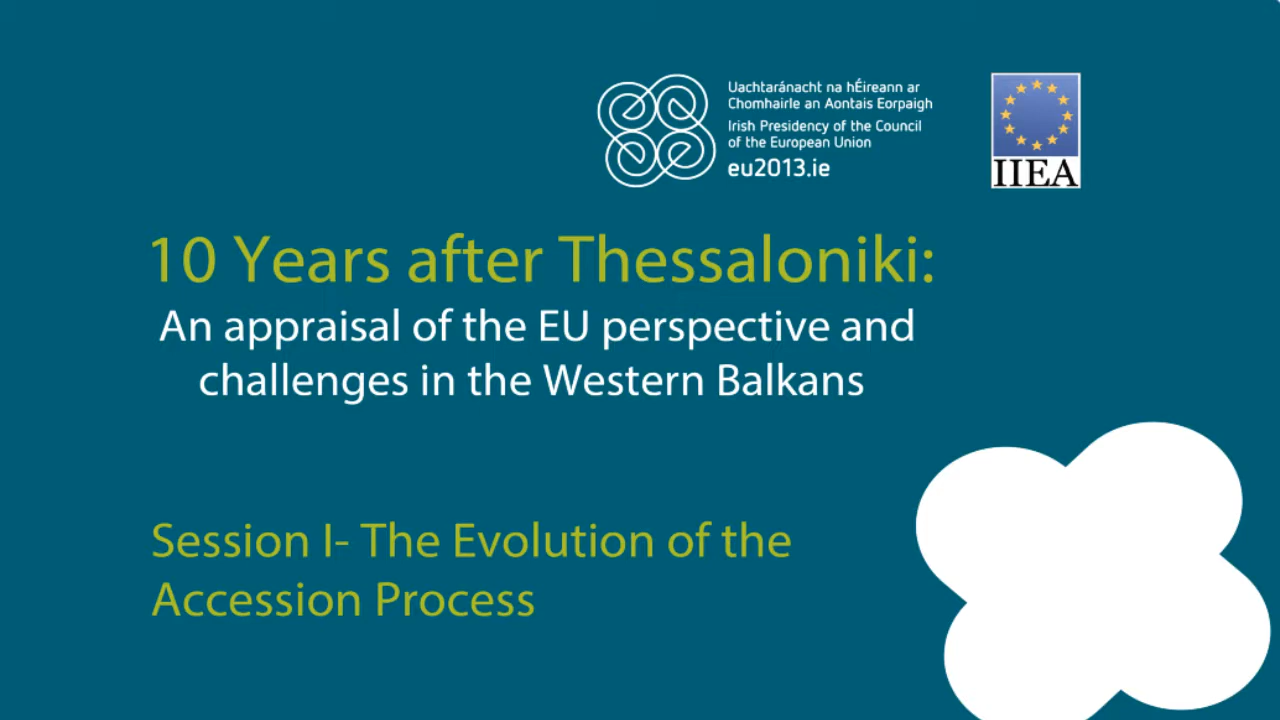 Uachtaránacht na hÉireann ar
Chomhairle an Aontais Eorpaigh
Irish Presidency of the Council
of the European Union
eu2013.ie
IIEA
10 Years after Thessaloniki:
An appraisal of the EU perspective and
challenges in the Western Balkans
Session I- The Evolution of the
Accession Process